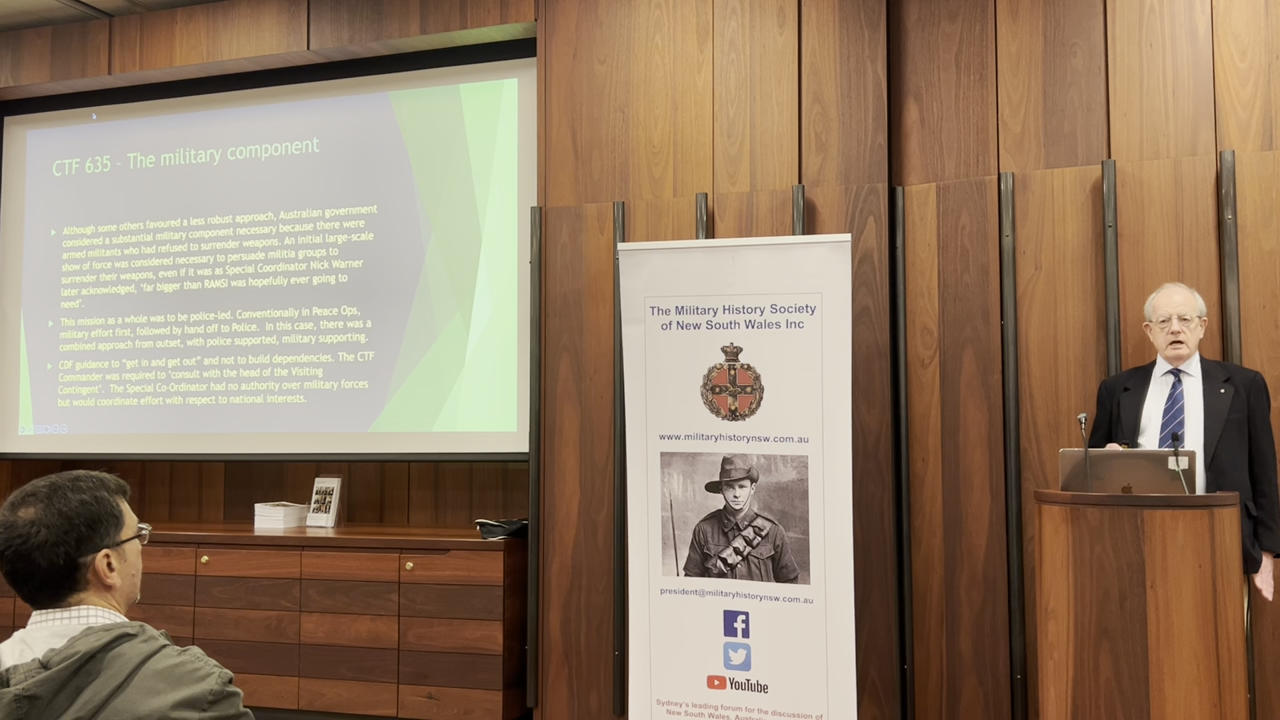 CTF 635 - The military component
Although some others favoured a less robust approach, Australian government
considered a substantial military component necessary because there were
armed militants who had refused to surrender weapons. An initial large-scale
show of force was considered necessary to persuade militia groups to
surrender their weapons, even if it was as Special Coordinator Nick Warner
later acknowledged, 'far bigger than RAMSI was hopefully ever going to
need'.
This mission as a whole was to be police-led. Conventionally in Peace Ops,
military effort first, followed by hand off to Police. In this case, there was a
combined approach from outset, with police supported, military supporting.
CDF guidance to "get in and get out" and not to build dependencies. The CTF
Commander was required to 'consult with the head of the Visiting
Contingent'. The Special Co-Ordinator had no authority over military forces
but would coordinate effort with respect to national interests.
The Military History Society
of New South Wales Inc
www.militaryhistorynsw.com.au
president@militaryhistorynsw.com.au
YouTube
Sydney's leading forum for the discussion of
New South Wales, Austral